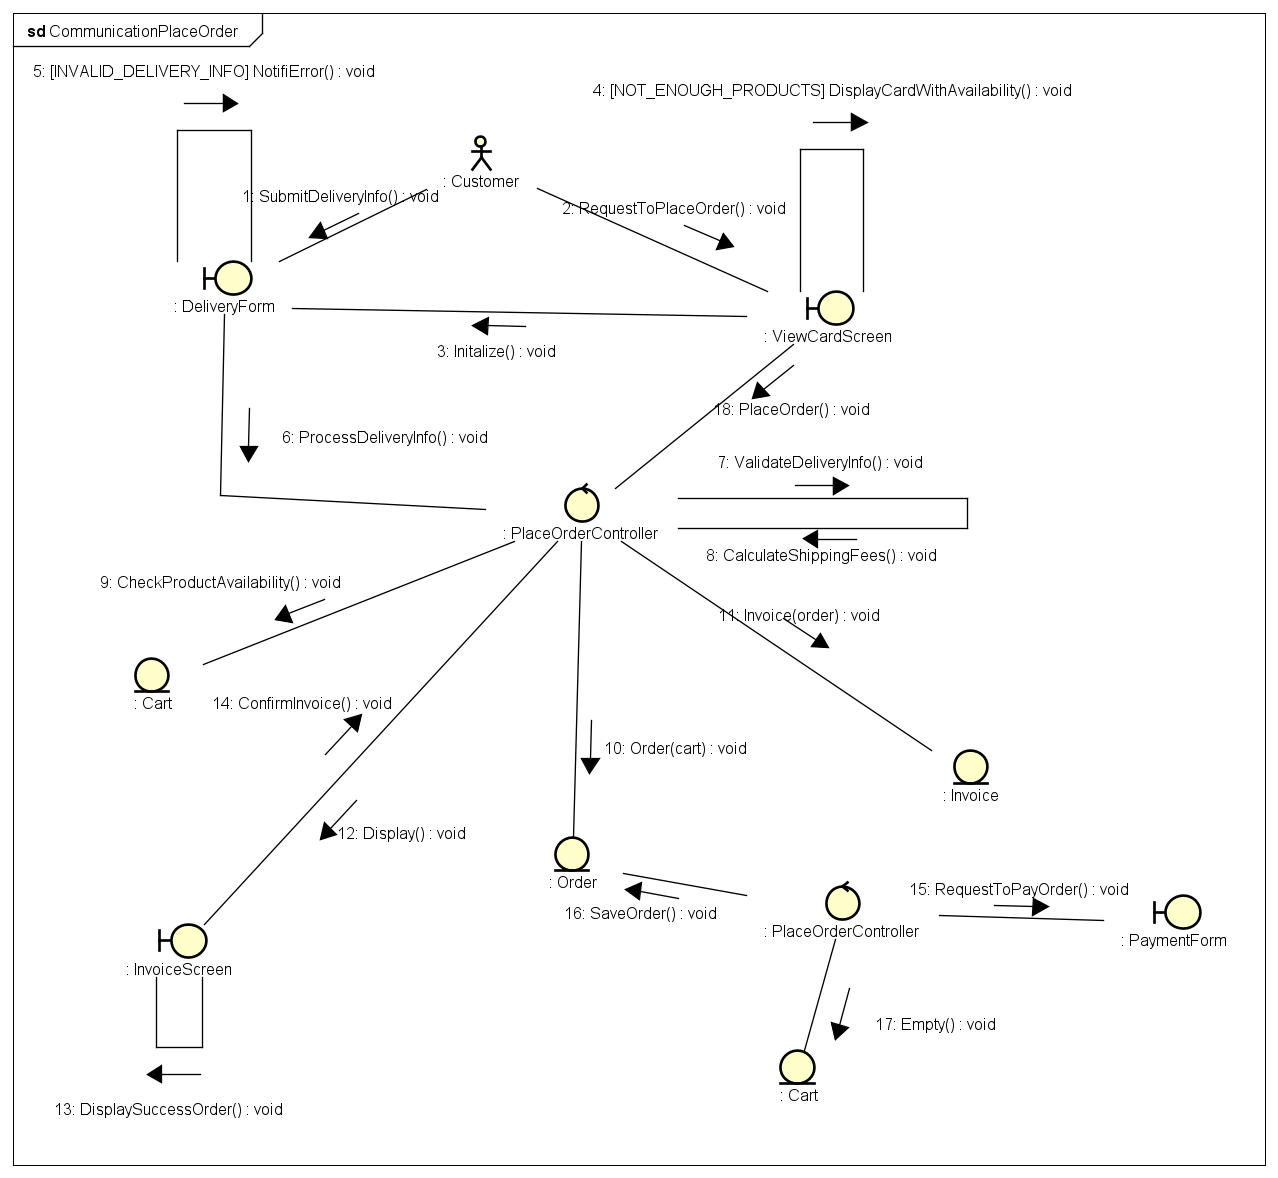 sd CommunicationPlaceOrder
5: [INVALID_DELIVERY_INFO] NotifiError() : void
4: [NOT_ENOUGH_PRODUCTS] DisplayCardWithAvailability() : void
: Customer
1: SubmitDeliveryInfo() : void
2: RequestToPlaceOrder() : void
: DeliveryForm
: ViewCardScreen
3: Initalize() : void
18: PlaceOrder() : void
6: ProcessDeliveryInfo() : void
7: ValidateDeliveryInfo() : void
: PlaceOrderController
8: CalculateShippingFees() : void
9: CheckProductAvailability() : void
11: Invoice(order) : void
: Cart
14: ConfirmInvoice() : void
10: Order(cart) : void
: Invoice
12: Display() : void
: Order
15: RequestToPayOrder() : void
16: SaveOrder() : void
: PlaceOrderController
: PaymentForm
: InvoiceScreen
17: Empty() : void
: Cart
13: DisplaySuccessOrder() : void